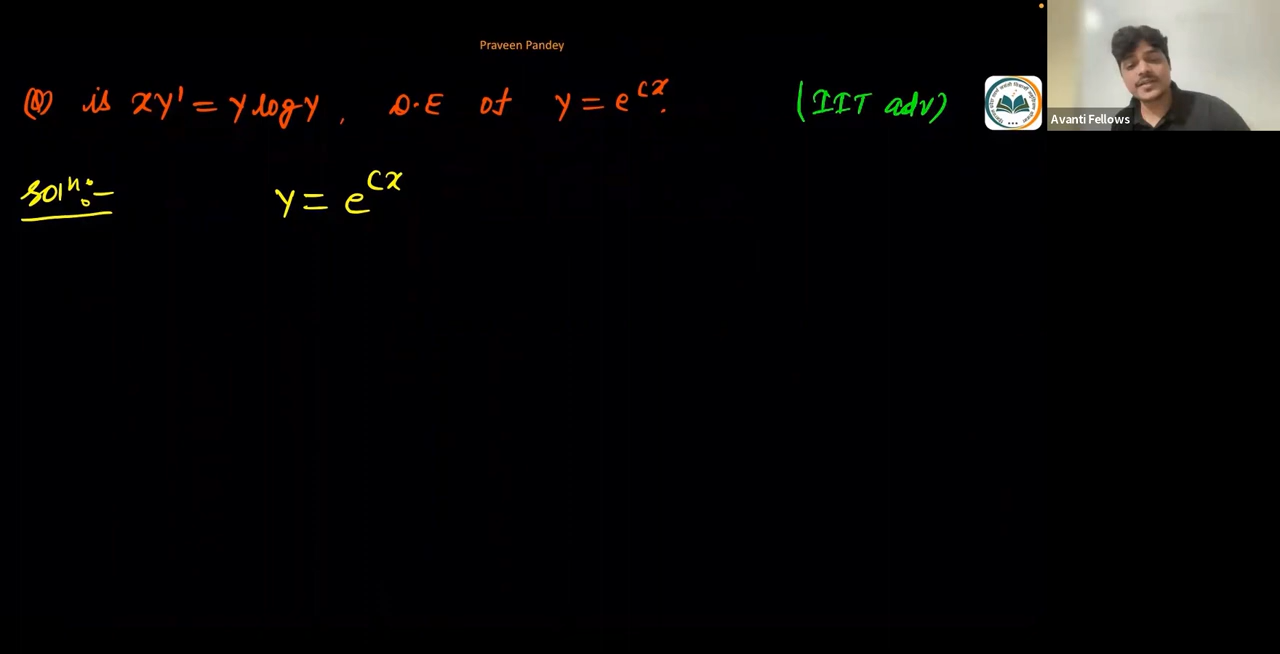 Praveen Pandey
(Q) is xy' = y log y , D.E of y = e^{cx}. (IIT adv)
Avanti Fellows
Solⁿ:- y = e^{cx}